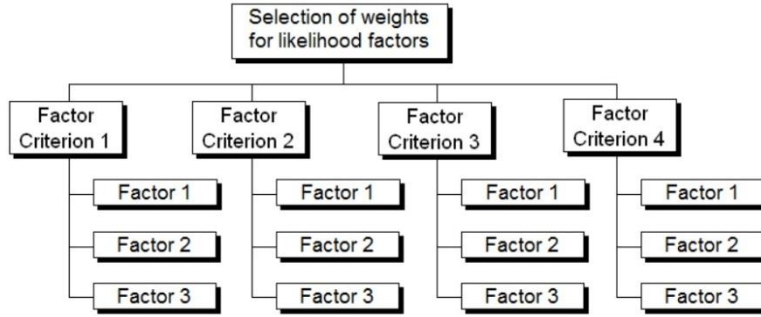 Selection of weights
for likelihood factors
Factor
Criterion 1
Factor
Criterion 2
Factor
Criterion 3
Factor
Criterion 4
Factor 1
Factor 1
Factor 1
Factor 1
Factor 2
Factor 2
Factor 2
Factor 2
Factor 3
Factor 3
Factor 3
Factor 3